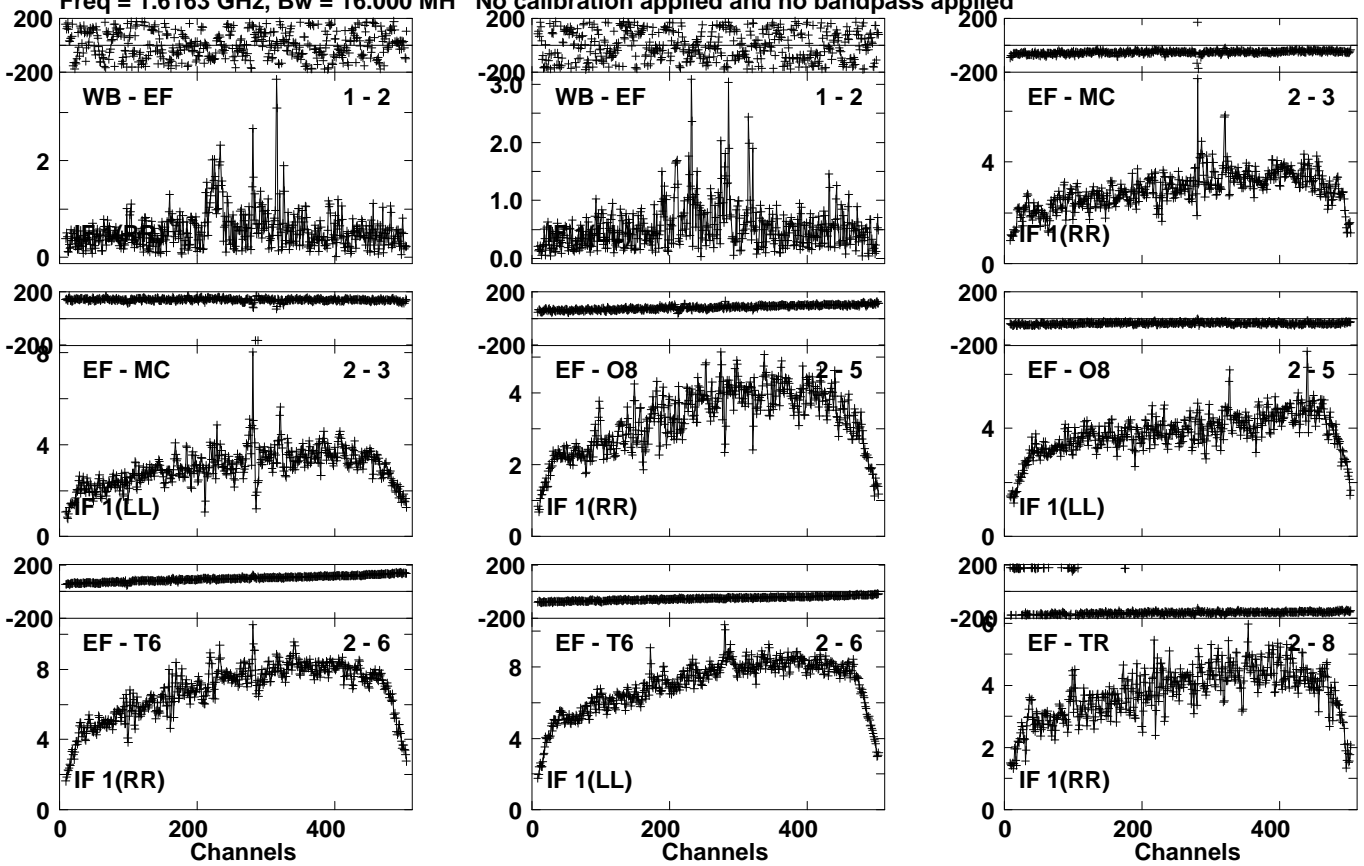 Freq = 1.6163 GHz, Bw = 16.000 MH No calibration applied and no bandpass applied
200
-200
WB - EF 1 - 2
2
0
200
-200
3.0
WB - EF 1 - 2
2.0
1.0
0.0
200
-200
EF - MC 2 - 3
4
IF 1(RR)
0
200
-200
8
EF - MC 2 - 3
4
IF 1(LL)
0
200
-200
EF - O8 2 - 5
4
2
IF 1(RR)
0
200
-200
EF - O8 2 - 5
4
IF 1(LL)
0
200
-200
EF - T6 2 - 6
8
4
IF 1(RR)
0
0 200 400
Channels
200
-200
EF - T6 2 - 6
8
4
IF 1(LL)
0
0 200 400
Channels
200
-200
6
EF - TR 2 - 8
4
2
IF 1(RR)
0
0 200 400
Channels